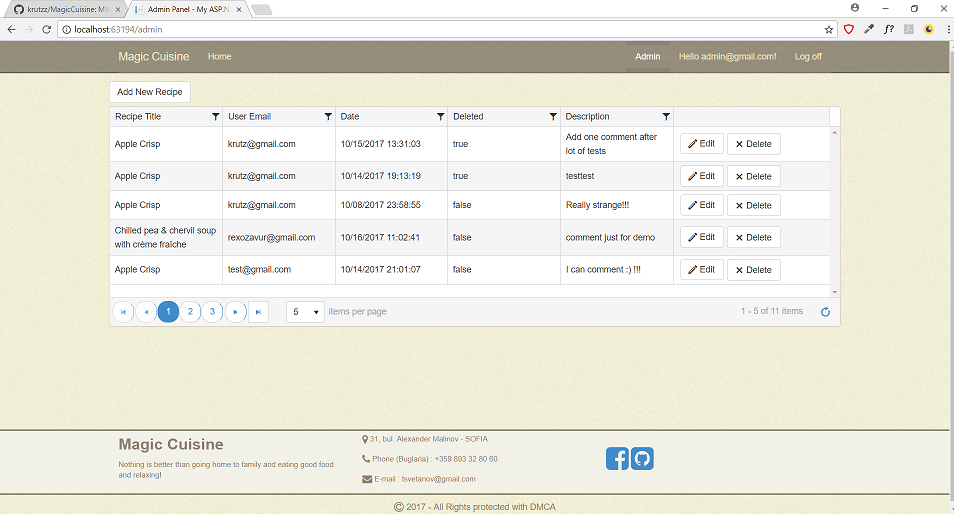 krutzz/MagicCuisine: MV
Admin Panel - My ASP.N
localhost:63194/admin
f?
Magic Cuisine Home Admin Hello admin@gmail.com! Log off
Add New Recipe
Recipe Title User Email Date Deleted Description
Apple Crisp krutz@gmail.com 10/15/2017 13:31:03 true Add one comment after
lot of tests Edit Delete
Apple Crisp krutz@gmail.com 10/14/2017 19:13:19 true testtest Edit Delete
Apple Crisp krutz@gmail.com 10/08/2017 23:58:55 false Really strange!!! Edit Delete
Chilled pea & chervil soup
with crème fraîche rexozavur@gmail.com 10/16/2017 11:02:41 false comment just for demo Edit Delete
Apple Crisp test@gmail.com 10/14/2017 21:01:07 false I can comment :) !!! Edit Delete
1 2 3 5 items per page 1 - 5 of 11 items
Magic Cuisine
Nothing is better than going home to family and eating good food
and relaxing!
31, bul. Alexander Malinov - SOFIA
Phone (Buglaria) : +359 893 32 80 60
E-mail : tsvetanov@gmail.com
© 2017 - All Rights protected with DMCA